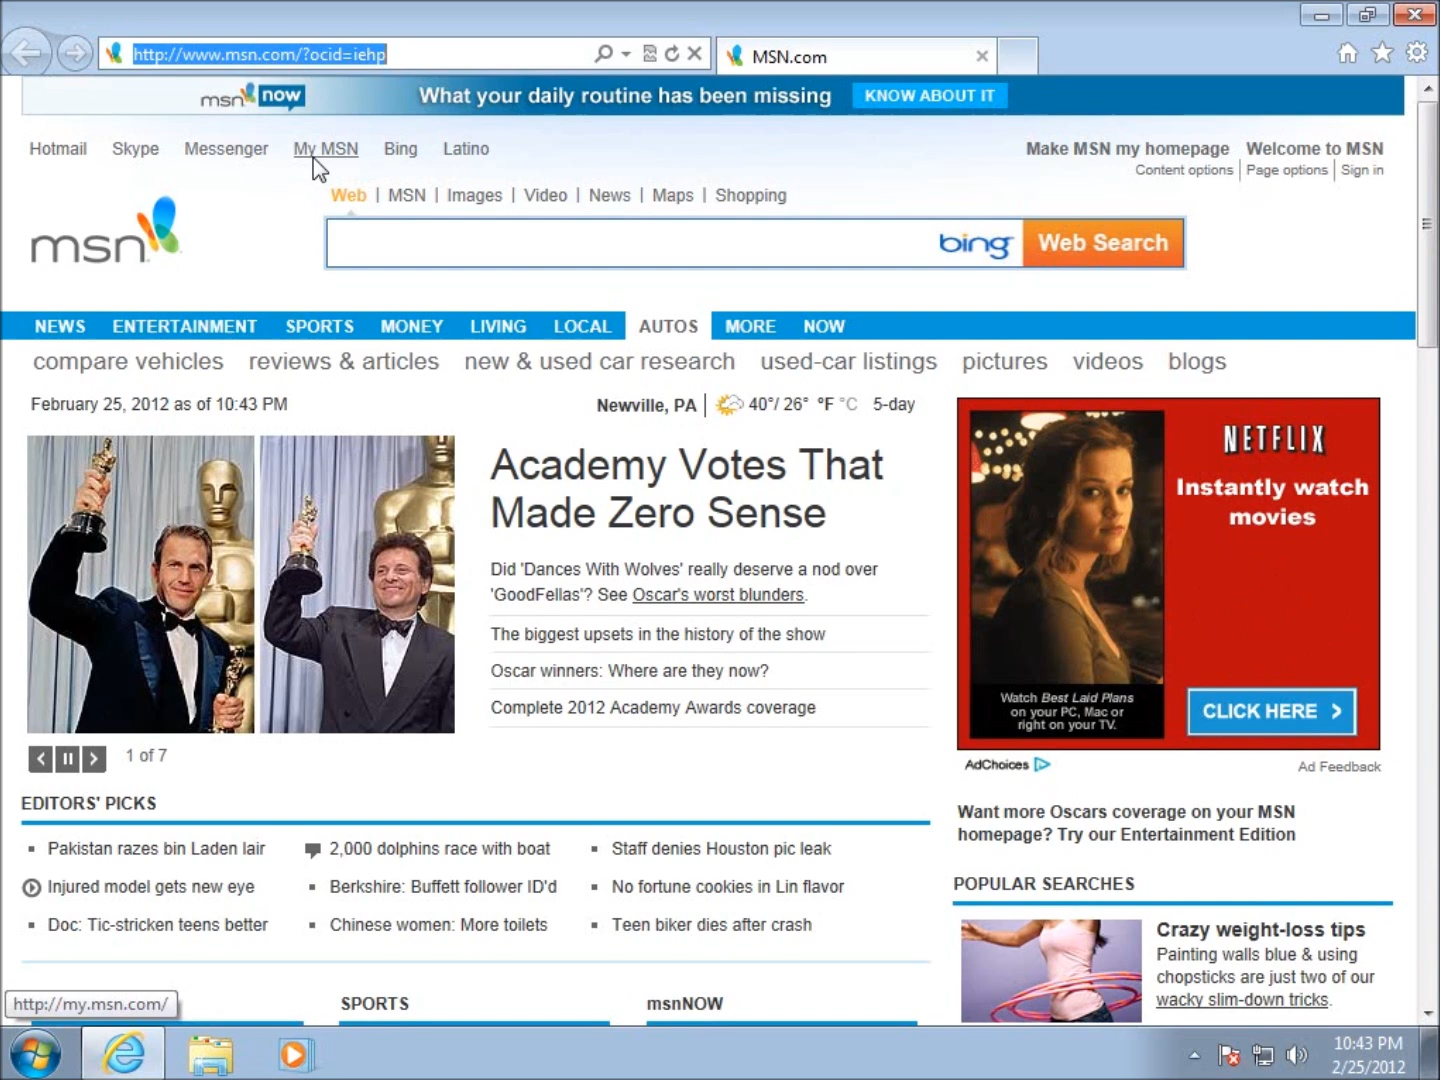 http://www.msn.com/?ocid=iehp
MSN.com
msn now
What your daily routine has been missing
KNOW ABOUT IT
Hotmail Skype Messenger My MSN Bing Latino
Make MSN my homepage Welcome to MSN
Content options Page options Sign in
Web | MSN | Images | Video | News | Maps | Shopping
msn
bing
Web Search
NEWS ENTERTAINMENT SPORTS MONEY LIVING LOCAL AUTOS MORE NOW
compare vehicles reviews & articles new & used car research used-car listings pictures videos blogs
February 25, 2012 as of 10:43 PM
Newville, PA 40°/ 26° °F °C 5-day
Academy Votes That
Made Zero Sense
Did 'Dances With Wolves' really deserve a nod over
'GoodFellas'? See Oscar's worst blunders.
The biggest upsets in the history of the show
Oscar winners: Where are they now?
Complete 2012 Academy Awards coverage
1 of 7
NETFLIX
Instantly watch
movies
Watch Best Laid Plans
on your PC, Mac or
right on your TV.
CLICK HERE
AdChoices
Ad Feedback
Want more Oscars coverage on your MSN
homepage? Try our Entertainment Edition
EDITORS' PICKS
Pakistan razes bin Laden lair
Injured model gets new eye
Doc: Tic-stricken teens better
2,000 dolphins race with boat
Berkshire: Buffett follower ID'd
Chinese women: More toilets
Staff denies Houston pic leak
No fortune cookies in Lin flavor
Teen biker dies after crash
POPULAR SEARCHES
Crazy weight-loss tips
Painting walls blue & using
chopsticks are just two of our
wacky slim-down tricks.
http://my.msn.com/
SPORTS
msnNOW
10:43 PM
2/25/2012